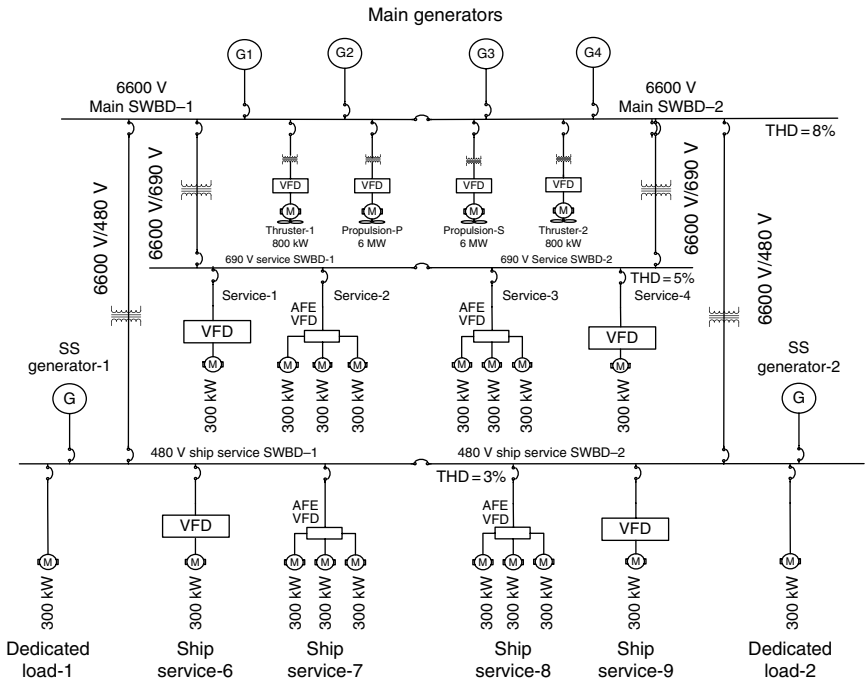 Main generators
G1
G2
G3
G4
6600 V
Main SWBD–1
6600 V
Main SWBD–2
THD = 8%
6600 V/480 V
6600 V/690 V
6600 V/690 V
6600 V/480 V
VFD
VFD
VFD
VFD
M
M
M
M
Thruster-1
800 kW
Propulsion-P
6 MW
Propulsion-S
6 MW
Thruster-2
800 kW
690 V service SWBD-1
690 V Service SWBD-2
THD = 5%
Service-1
Service-2
Service-3
Service-4
VFD
AFE
VFD
AFE
VFD
VFD
M
M
M
M
M
M
M
M
300 kW
300 kW
300 kW
300 kW
300 kW
300 kW
300 kW
300 kW
SS
generator-1
G
SS
generator-2
G
480 V ship service SWBD–1
480 V ship service SWBD–2
THD = 3%
VFD
AFE
VFD
AFE
VFD
VFD
M
M
M
M
M
M
M
M
M
M
300 kW
300 kW
300 kW
300 kW
300 kW
300 kW
300 kW
300 kW
300 kW
300 kW
Dedicated
load-1
Ship
service-6
Ship
service-7
Ship
service-8
Ship
service-9
Dedicated
load-2